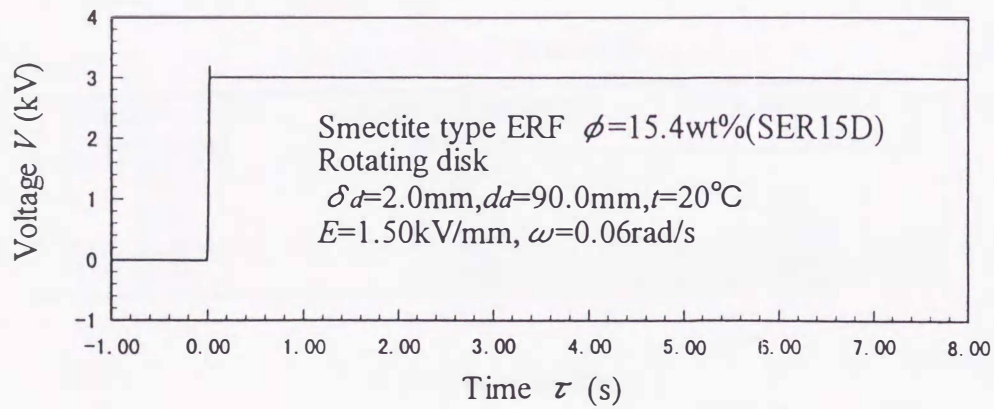 4
3
2
1
0
-1
Voltage V (kV)
Smectite type ERF ϕ=15.4wt%(SER15D)
Rotating disk
δd=2.0mm,dd=90.0mm,t=20°C
E=1.50kV/mm, ω=0.06rad/s
-1.00 0.00 1.00 2.00 3.00 4.00 5.00 6.00 7.00 8.00
Time τ (s)